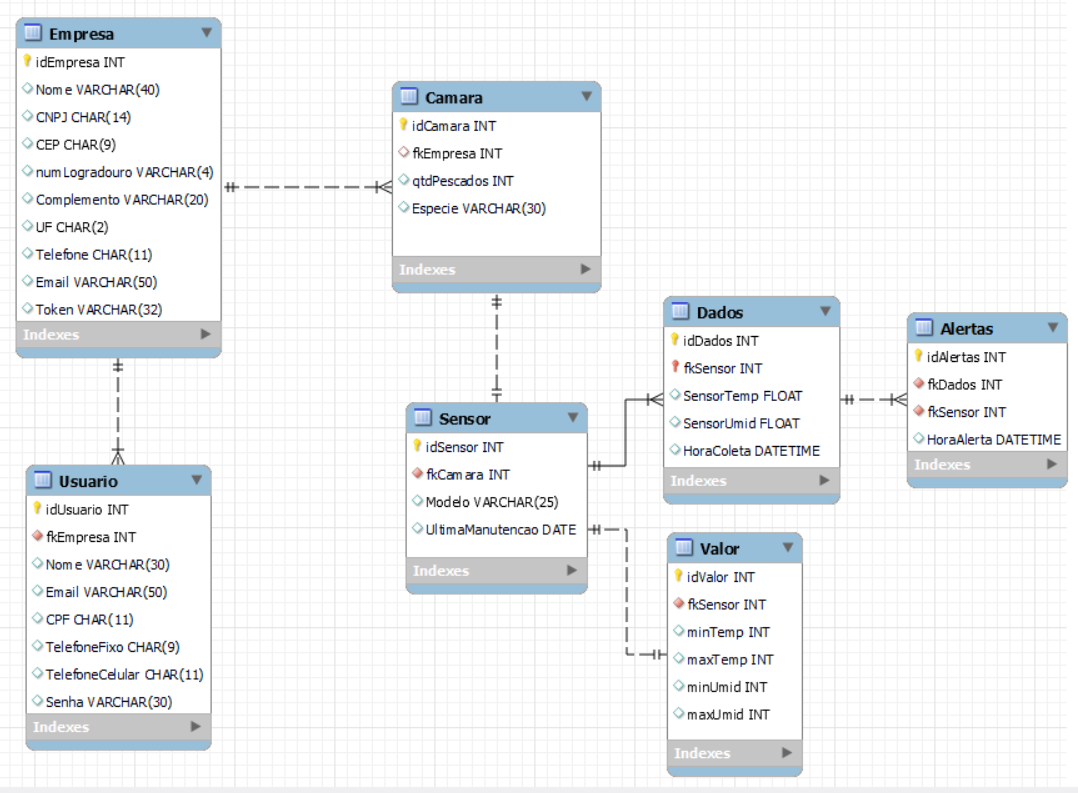 Empresa
idEmpresa INT
Nome VARCHAR(40)
CNPJ CHAR(14)
CEP CHAR(9)
numLogradouro VARCHAR(4)
Complemento VARCHAR(20)
UF CHAR(2)
Telefone CHAR(11)
Email VARCHAR(50)
Token VARCHAR(32)
Indexes
Camara
idCamara INT
fkEmpresa INT
qtdPescados INT
Especie VARCHAR(30)
Indexes
Usuario
idUsuario INT
fkEmpresa INT
Nome VARCHAR(30)
Email VARCHAR(50)
CPF CHAR(11)
TelefoneFixo CHAR(9)
TelefoneCelular CHAR(11)
Senha VARCHAR(30)
Indexes
Sensor
idSensor INT
fkCamara INT
Modelo VARCHAR(25)
UltimaManutencao DATE
Indexes
Dados
idDados INT
fkSensor INT
SensorTemp FLOAT
SensorUmid FLOAT
HoraColeta DATETIME
Indexes
Alertas
idAlertas INT
fkDados INT
fkSensor INT
HoraAlerta DATETIME
Indexes
Valor
idValor INT
fkSensor INT
minTemp INT
maxTemp INT
minUmid INT
maxUmid INT
Indexes